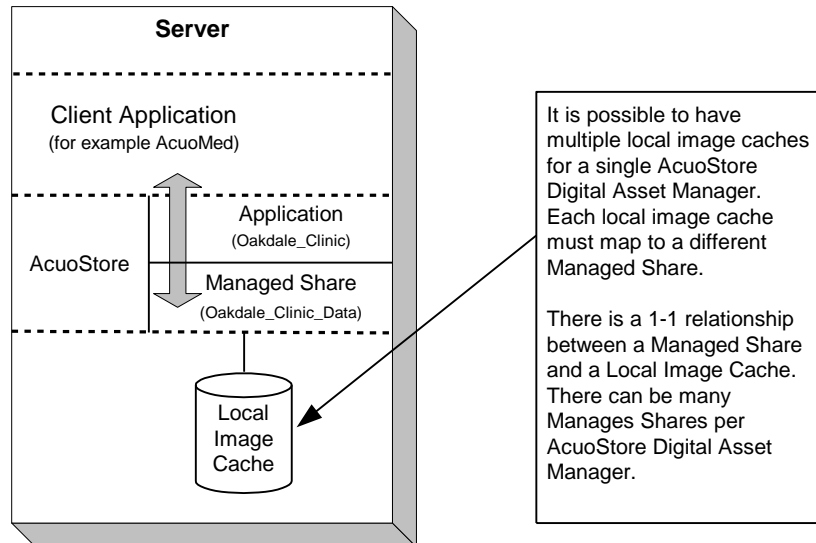 Server
Client Application
(for example AcuoMed)
AcuoStore
Application
(Oakdale_Clinic)
Managed Share
(Oakdale_Clinic_Data)
Local
Image
Cache
It is possible to have
multiple local image caches
for a single AcuoStore
Digital Asset Manager.
Each local image cache
must map to a different
Managed Share.
There is a 1-1 relationship
between a Managed Share
and a Local Image Cache.
There can be many
Manages Shares per
AcuoStore Digital Asset
Manager.